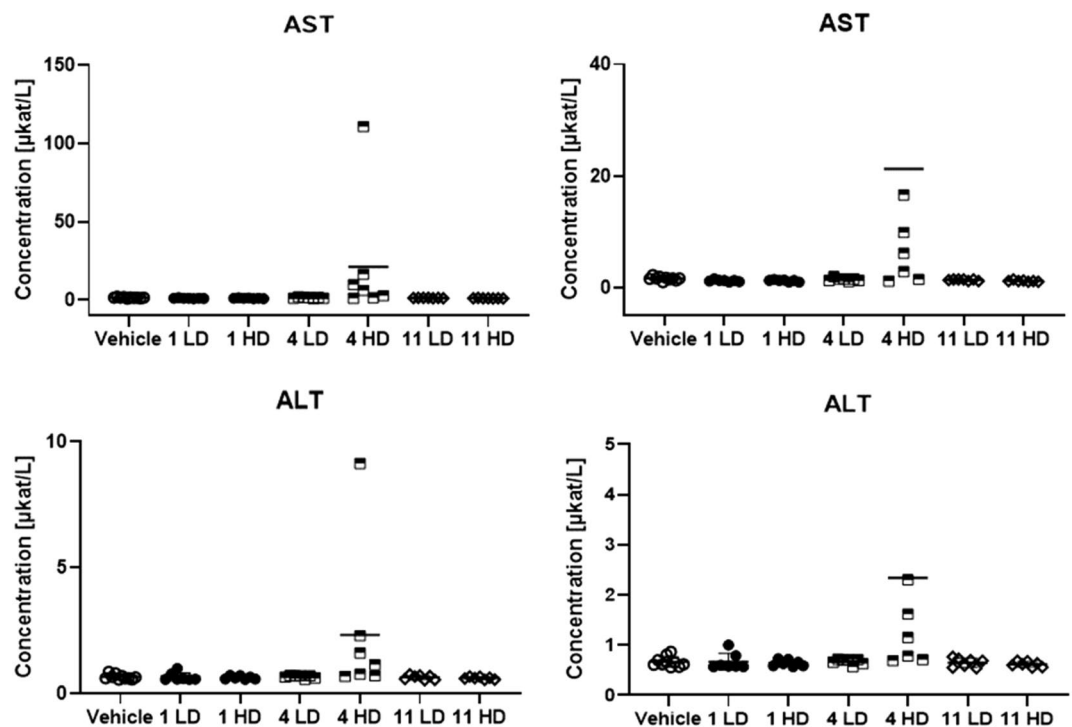 AST
Concentration [µkat/L]
150
100
50
0
Vehicle 1 LD 1 HD 4 LD 4 HD 11 LD 11 HD
AST
Concentration [µkat/L]
40
20
0
Vehicle 1 LD 1 HD 4 LD 4 HD 11 LD 11 HD
ALT
Concentration [µkat/L]
10
5
0
Vehicle 1 LD 1 HD 4 LD 4 HD 11 LD 11 HD
ALT
Concentration [µkat/L]
5
4
3
2
1
0
Vehicle 1 LD 1 HD 4 LD 4 HD 11 LD 11 HD